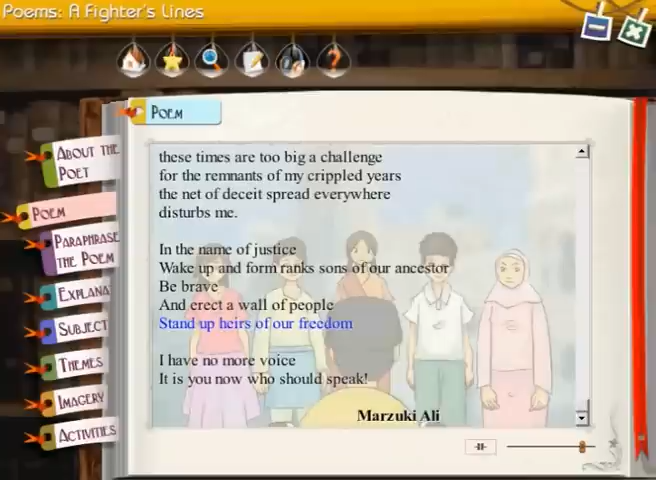 Poems: A Fighter's Lines
Poem
About the
Poet
Poem
Paraphrase
the Poem
Explana
Subject
Themes
Imagery
Activities
these times are too big a challenge
for the remnants of my crippled years
the net of deceit spread everywhere
disturbs me.
In the name of justice
Wake up and form ranks sons of our ancestor
Be brave
And erect a wall of people
Stand up heirs of our freedom
I have no more voice
It is you now who should speak!
Marzuki Ali